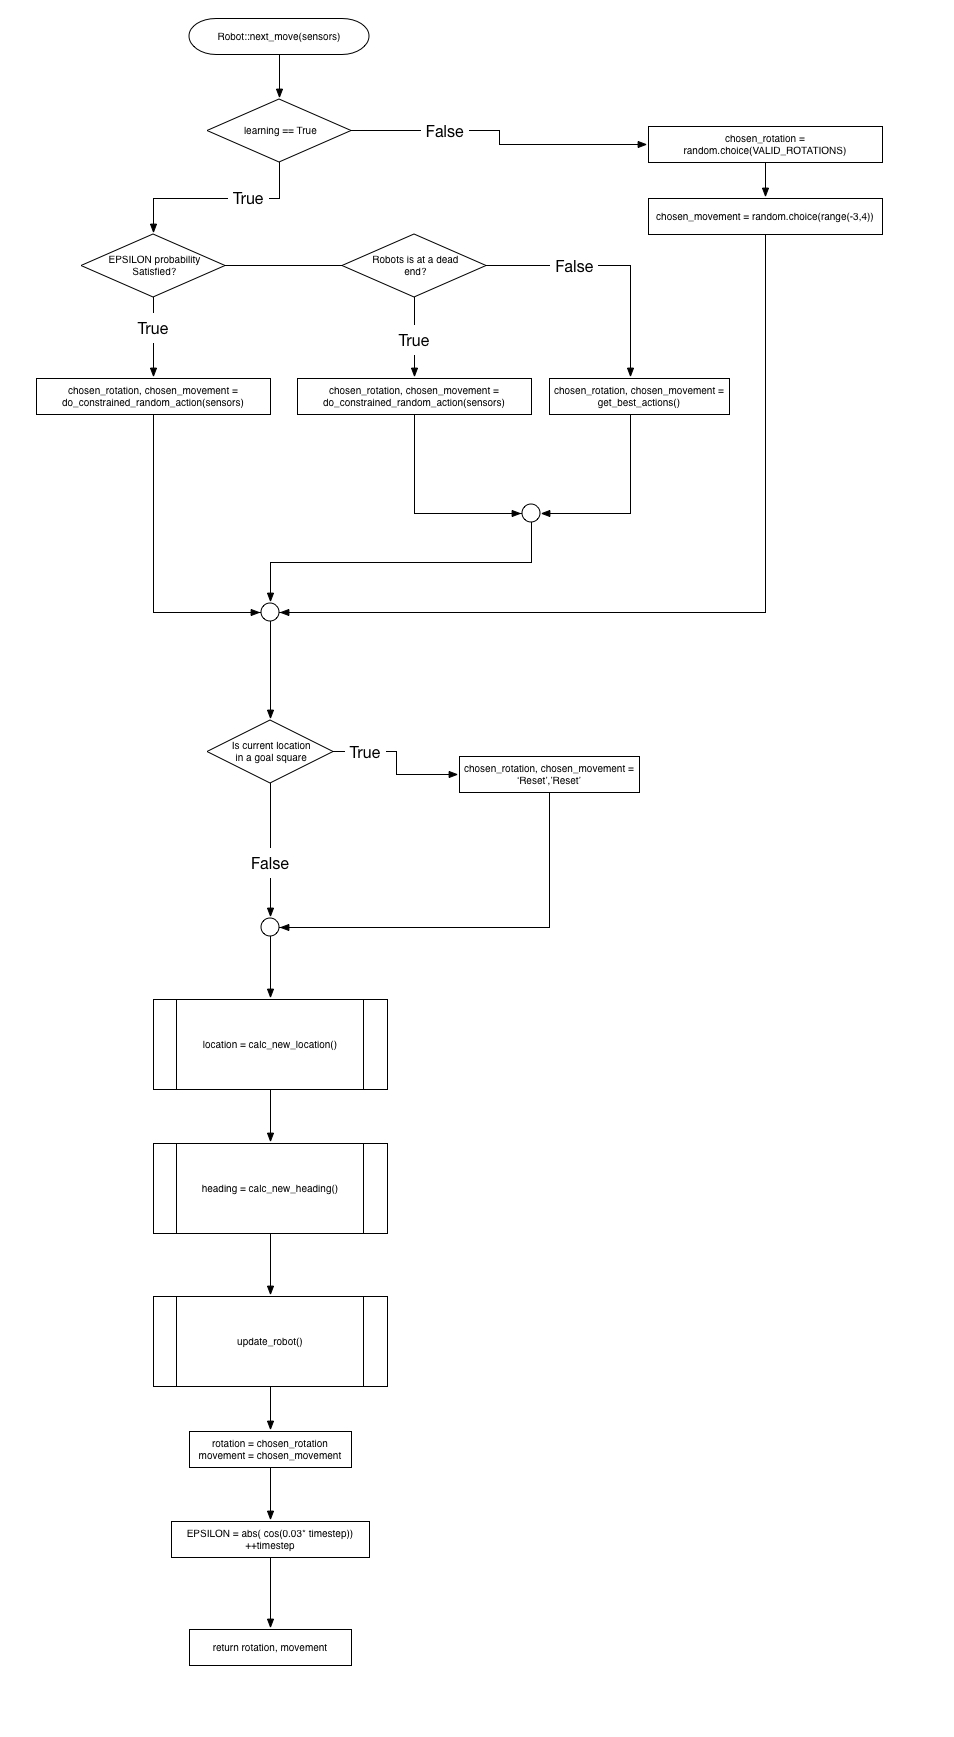 Robot::next_move(sensors)
learning == True
False
chosen_rotation =
random.choice(VALID_ROTATIONS)
True
chosen_movement = random.choice(range(-3,4))
EPSILON probability
Satisfied?
Robots is at a dead
end?
False
True
True
chosen_rotation, chosen_movement =
do_constrained_random_action(sensors)
chosen_rotation, chosen_movement =
do_constrained_random_action(sensors)
chosen_rotation, chosen_movement =
get_best_actions()
Is current location
in a goal square
True
chosen_rotation, chosen_movement =
'Reset','Reset'
False
location = calc_new_location()
heading = calc_new_heading()
update_robot()
rotation = chosen_rotation
movement = chosen_movement
EPSILON = abs( cos(0.03* timestep))
++timestep
return rotation, movement